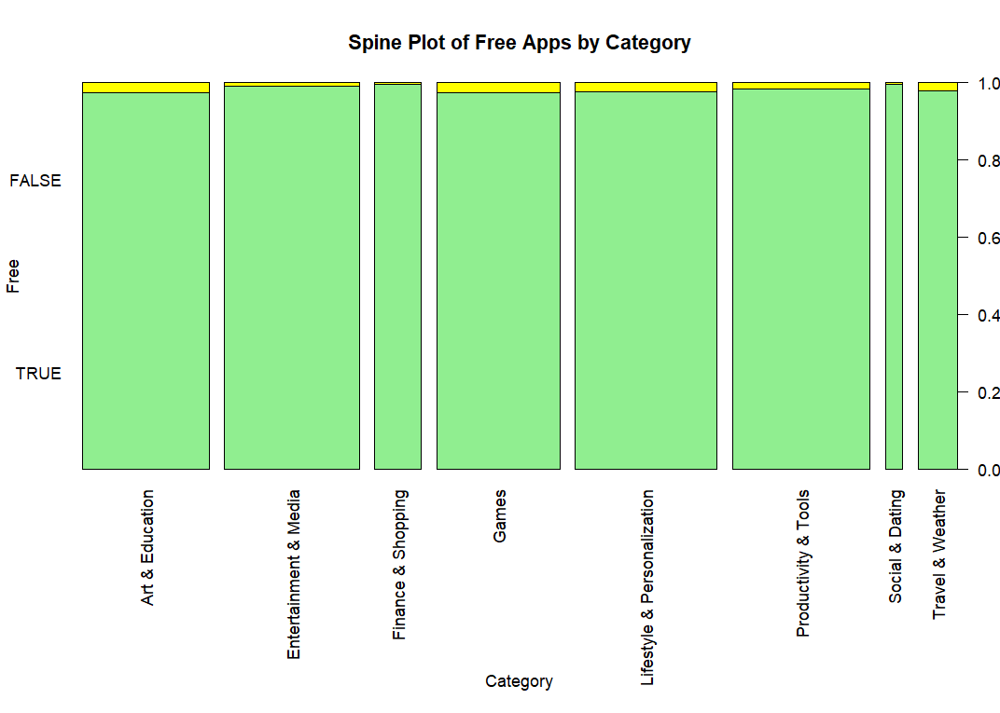 Spine Plot of Free Apps by Category
FALSE
TRUE
Free
1.0
0.8
0.6
0.4
0.2
0.0
Art & Education
Entertainment & Media
Finance & Shopping
Games
Lifestyle & Personalization
Productivity & Tools
Social & Dating
Travel & Weather
Category